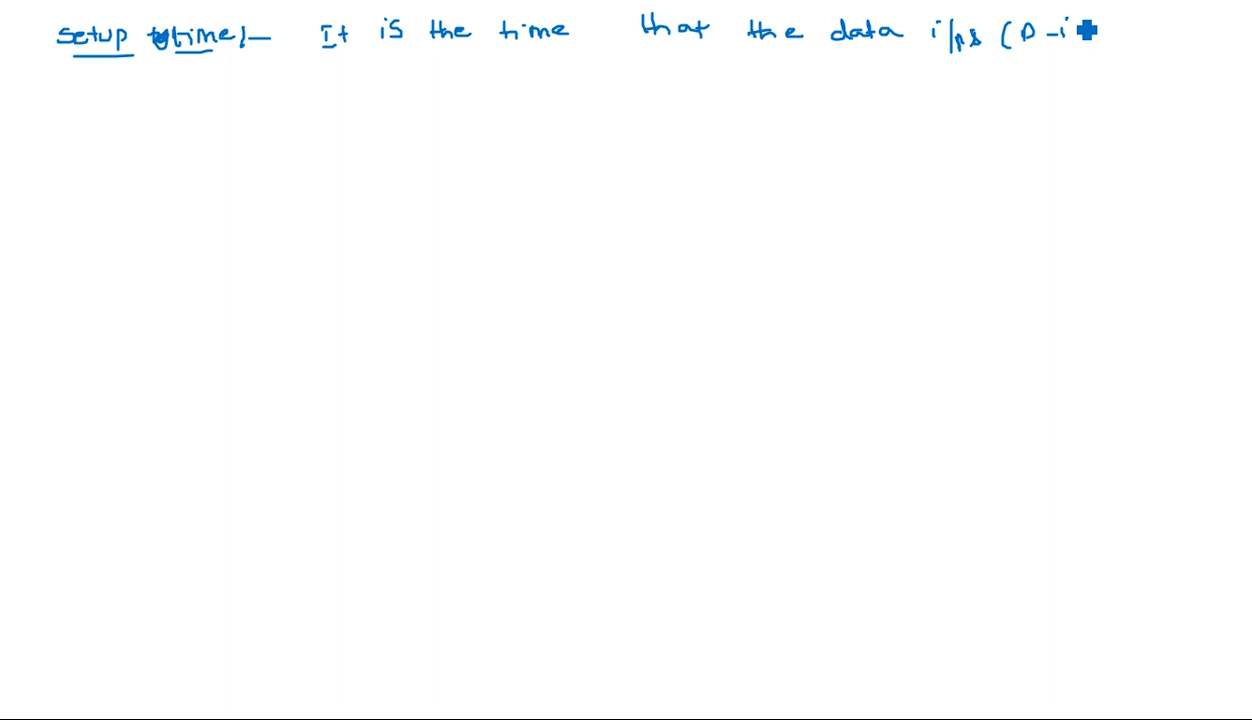 setup time:- It is the time that the data i/ps (D-i